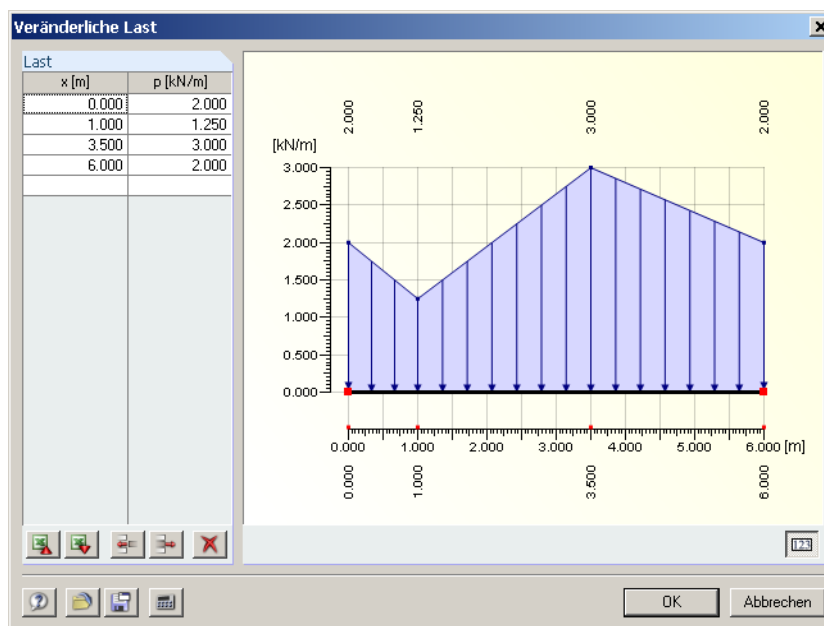 Veränderliche Last
Last
x [m] p [kN/m]
0.000 2.000
1.000 1.250
3.500 3.000
6.000 2.000
2.000 1.250 3.000 2.000
[kN/m]
3.000
2.500
2.000
1.500
1.000
0.500
0.000
0.000 1.000 2.000 3.000 4.000 5.000 6.000 [m]
0.000 1.000 3.500 6.000
123
OK Abbrechen